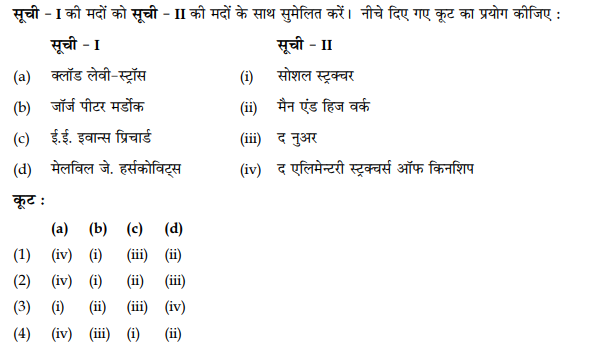 सूची - I की मदों को सूची - II की मदों के साथ सुमेलित करें। नीचे दिए गए कूट का प्रयोग कीजिए :
सूची - I सूची - II
(a) क्लॉड लेवी-स्ट्रॉस (i) सोशल स्ट्रक्चर
(b) जॉर्ज पीटर मर्डोक (ii) मैन एंड हिज वर्क
(c) ई.ई. इवान्स प्रिचार्ड (iii) द नुअर
(d) मेलविल जे. हर्सकोविट्स (iv) द एलिमेन्टरी स्ट्रक्चर्स ऑफ किनशिप
कूट :
(a) (b) (c) (d)
(1) (iv) (i) (iii) (ii)
(2) (iv) (i) (ii) (iii)
(3) (i) (ii) (iii) (iv)
(4) (iv) (iii) (i) (ii)